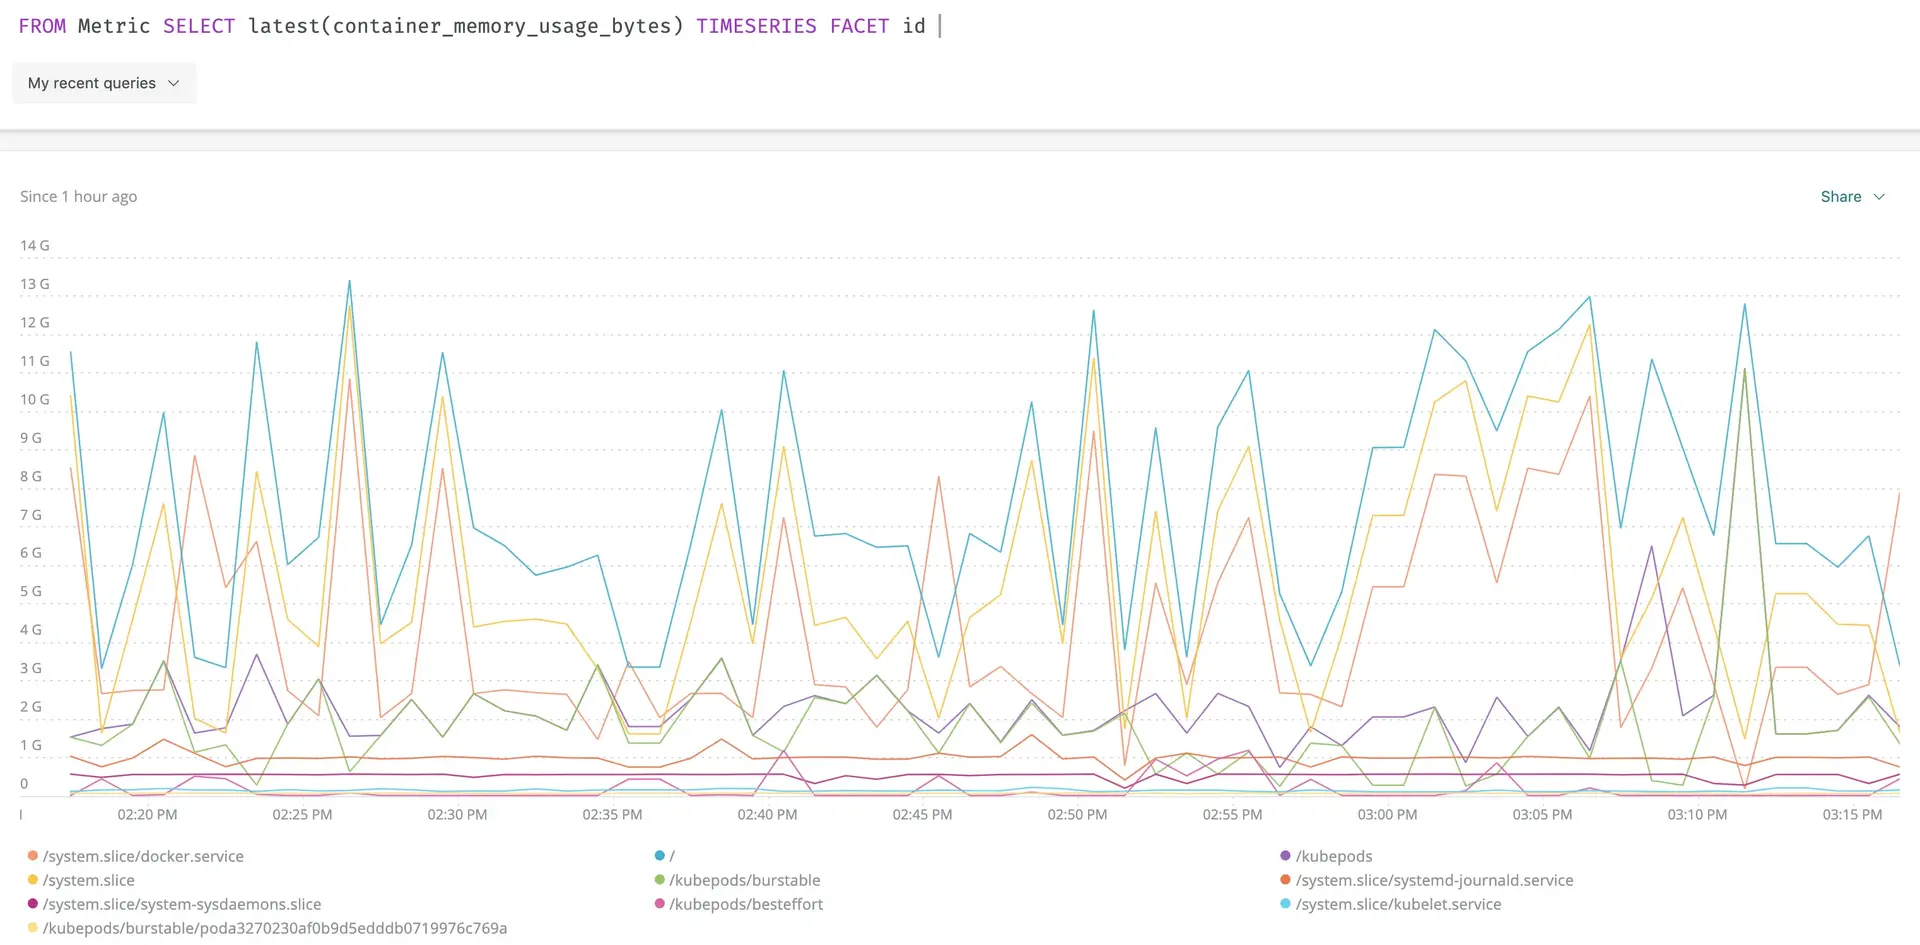 FROM Metric SELECT latest(container_memory_usage_bytes) TIMESERIES FACET id
My recent queries
Since 1 hour ago
Share
14 G
13 G
12 G
11 G
10 G
9 G
8 G
7 G
6 G
5 G
4 G
3 G
2 G
1 G
0
02:20 PM 02:25 PM 02:30 PM 02:35 PM 02:40 PM 02:45 PM 02:50 PM 02:55 PM 03:00 PM 03:05 PM 03:10 PM 03:15 PM
/system.slice/docker.service / /kubepods
/system.slice /kubepods/burstable /system.slice/systemd-journald.service
/system.slice/system-sysdaemons.slice /kubepods/besteffort /system.slice/kubelet.service
/kubepods/burstable/poda3270230af0b9d5edddb0719976c769a